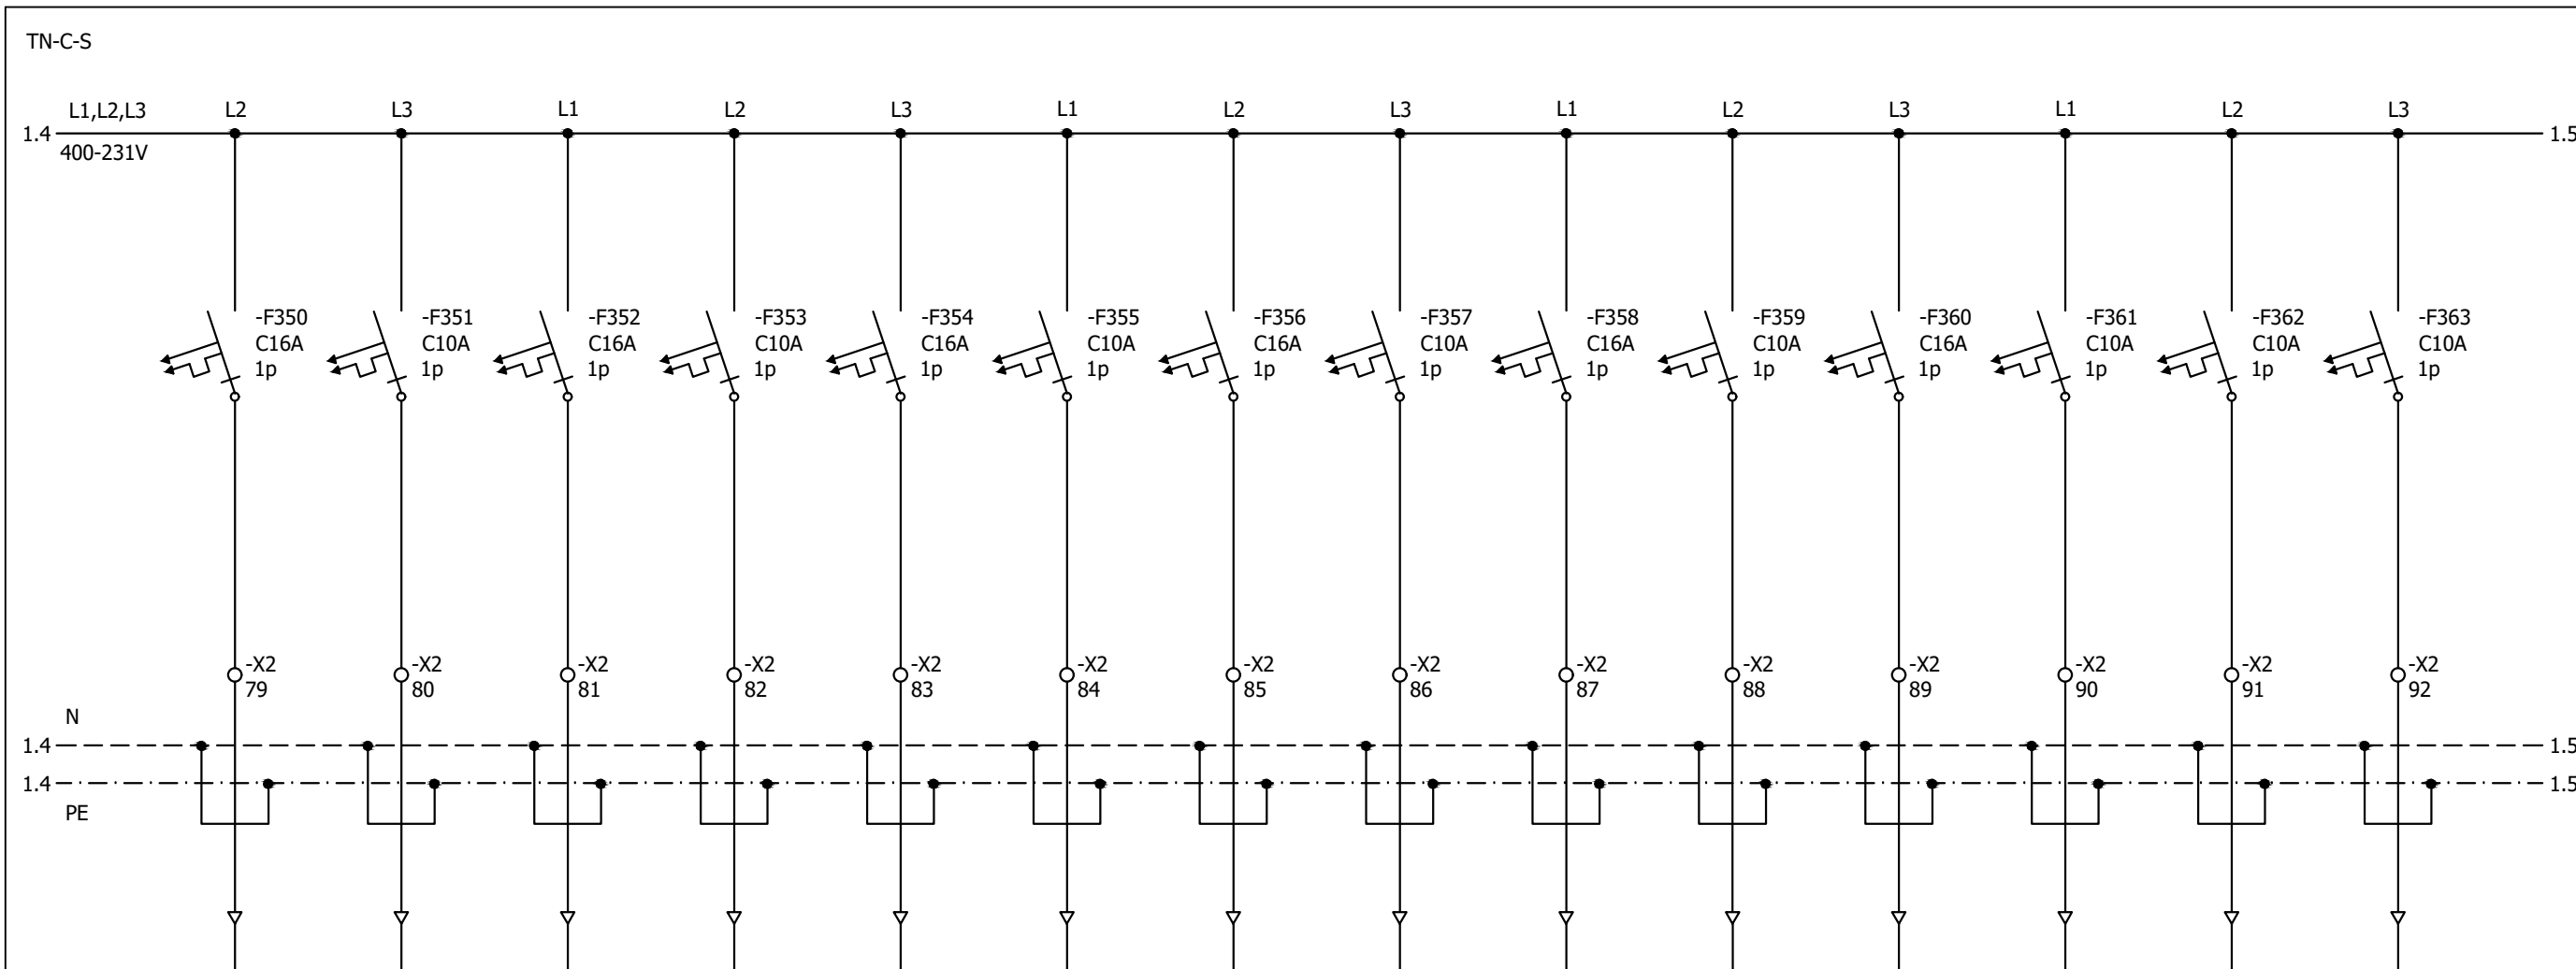 TN-C-S
L1,L2,L3 L2 L3 L1 L2 L3 L1 L2 L3 L1 L2 L3 L1 L2 L3
1.4 1.5
400-231V
-F350 -F351 -F352 -F353 -F354 -F355 -F356 -F357 -F358 -F359 -F360 -F361 -F362 -F363
C16A C10A C16A C10A C16A C10A C16A C10A C16A C10A C16A C10A C10A C10A
1p 1p 1p 1p 1p 1p 1p 1p 1p 1p 1p 1p 1p 1p
-X2 -X2 -X2 -X2 -X2 -X2 -X2 -X2 -X2 -X2 -X2 -X2 -X2 -X2
79 80 81 82 83 84 85 86 87 88 89 90 91 92
N
1.4 1.5
1.4 1.5
PE